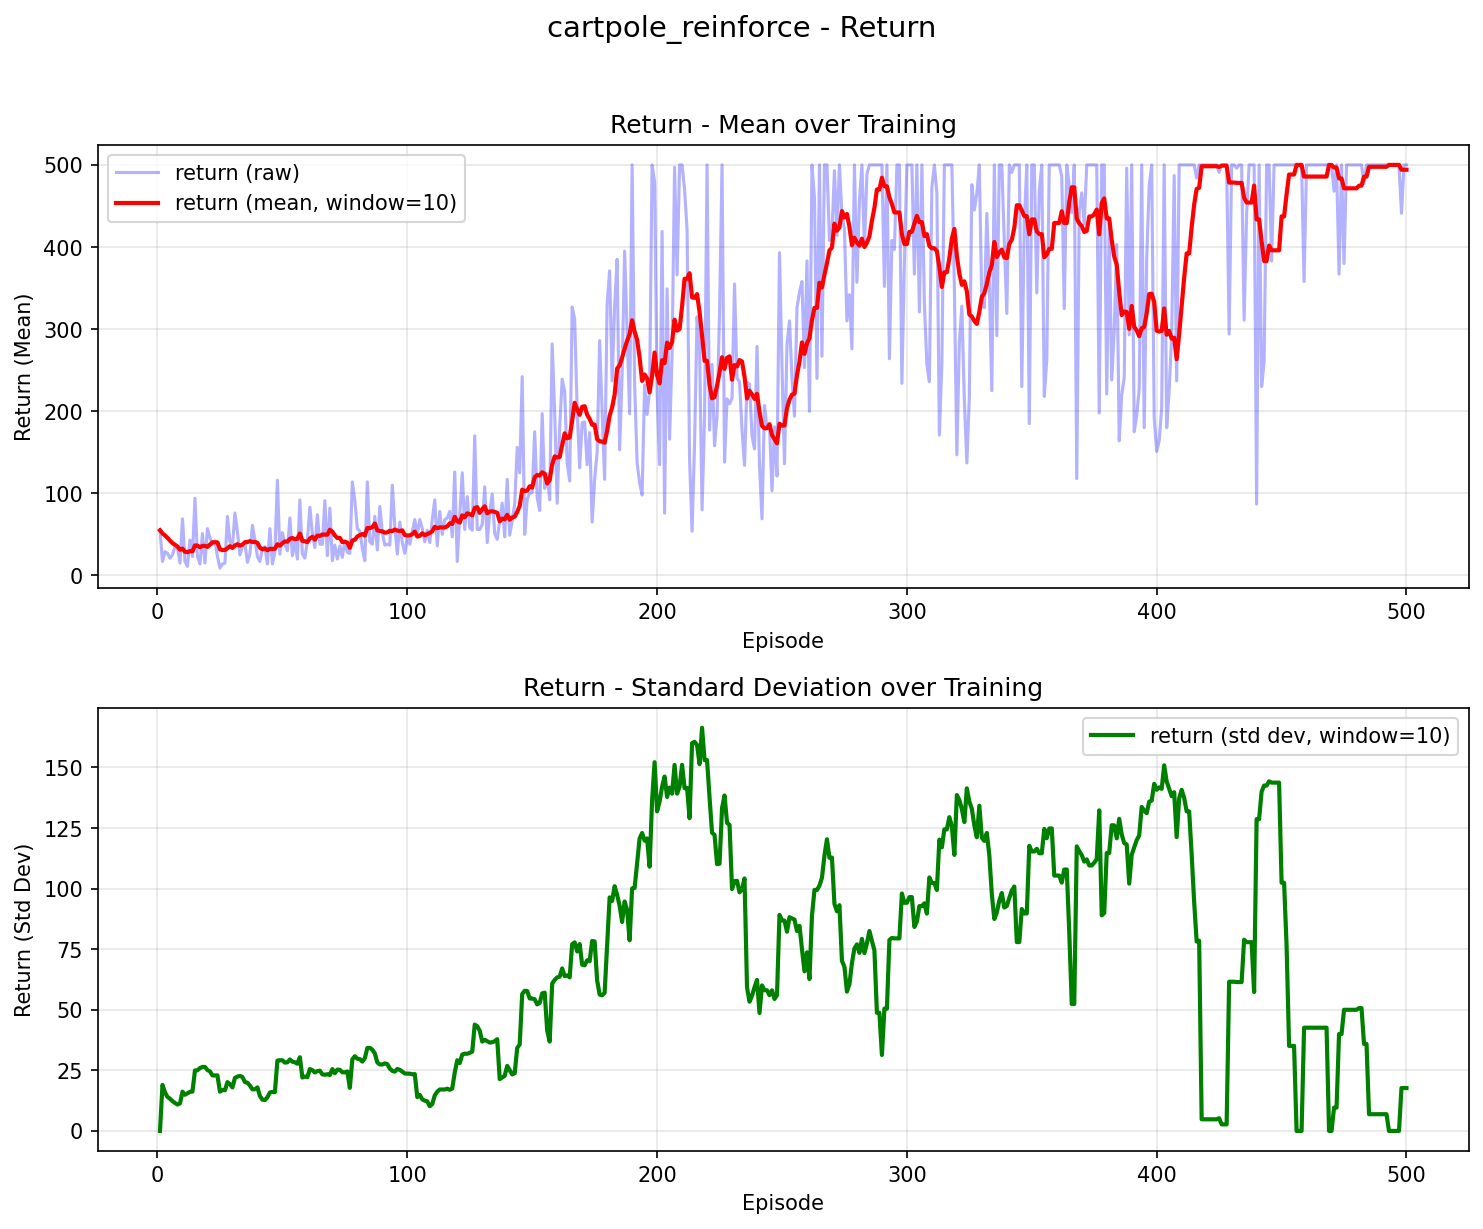 cartpole_reinforce - Return
Return - Mean over Training
return (raw)
return (mean, window=10)
Return (Mean)
500
400
300
200
100
0
0 100 200 300 400 500
Episode
Return - Standard Deviation over Training
return (std dev, window=10)
Return (Std Dev)
150
125
100
75
50
25
0
0 100 200 300 400 500
Episode